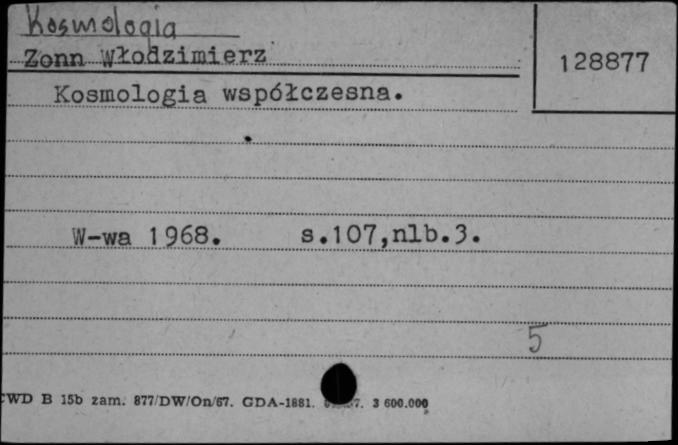 Kosmologia
Zonn Włodzimierz
128877
Kosmologia współczesna.
W-wa 1968. s.107,nlb.3.
5
CWD B 15b zam. 877/DW/On/67. GDA-1881. 3 600.000